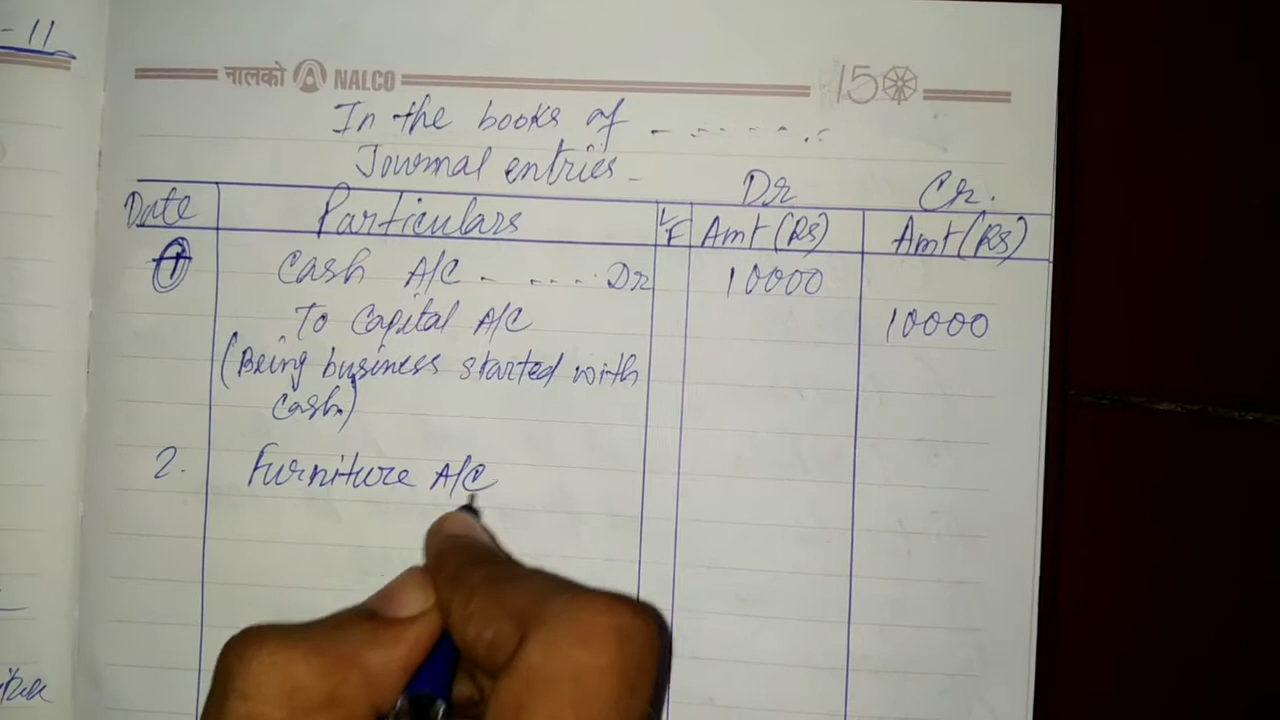 -11
नालको NALCO 150
In the books of - - - - - - -
Journal entries -
Dr Cr.
Date Particulars LF Amt (Rs) Amt (Rs)
1 Cash A/C - - - - - Dr 10000
To Capital A/C 10000
(Being business started with
cash.)
2. Furniture A/C